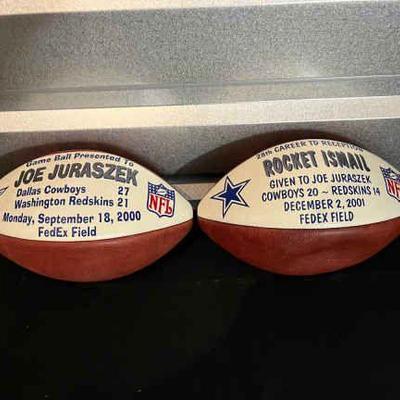 Game Ball Presented To
JOE JURASZEK
Dallas Cowboys 27
Washington Redskins 21
Monday, September 18, 2000
FedEx Field
NFL
28th CAREER TD RECEPTION
ROCKET ISMAIL
GIVEN TO JOE JURASZEK
COWBOYS 20 ~ REDSKINS 14
DECEMBER 2, 2001
FEDEX FIELD
NFL